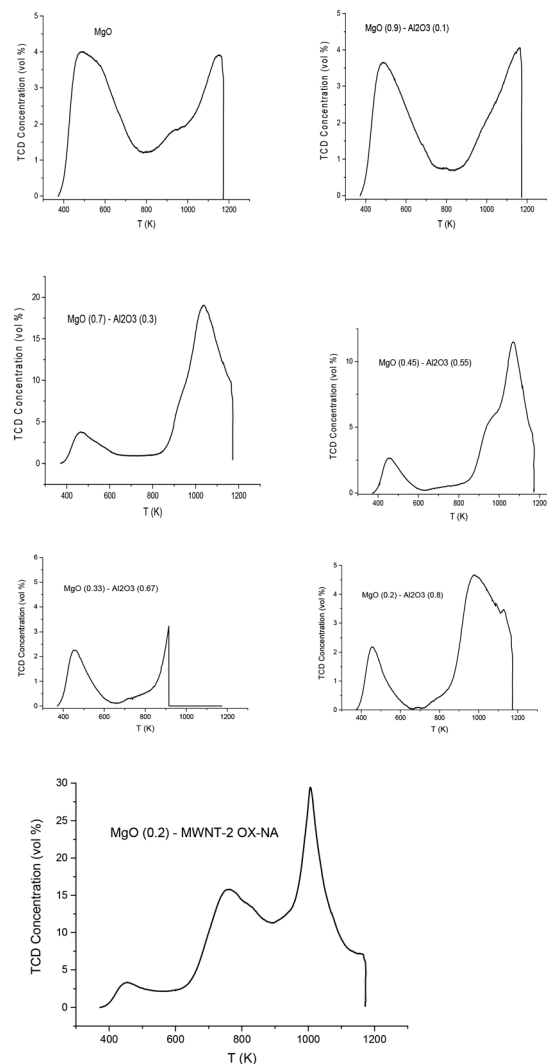 MgO
TCD Concentration (vol %)
4
3
2
1
0
400 600 800 1000 1200
T (K)
MgO (0.9) - Al2O3 (0.1)
TCD Concentration (vol %)
5
4
3
2
1
0
400 600 800 1000 1200
T (K)
MgO (0.7) - Al2O3 (0.3)
TCD Concentration (vol %)
20
15
10
5
0
400 600 800 1000 1200
T (K)
MgO (0.45) - Al2O3 (0.55)
TCD Concentration (vol %)
10
5
0
400 600 800 1000 1200
T (K)
MgO (0.33) - Al2O3 (0.67)
TCD Concentration (vol %)
6
5
4
3
2
1
0
400 600 800 1000 1200
T (K)
MgO (0.2) - Al2O3 (0.8)
TCD Concentration (vol %)
5
4
3
2
1
0
400 600 800 1000 1200
T (K)
MgO (0.2) - MWNT-2 OX-NA
TCD Concentration (vol %)
30
25
20
15
10
5
0
400 600 800 1000 1200
T (K)